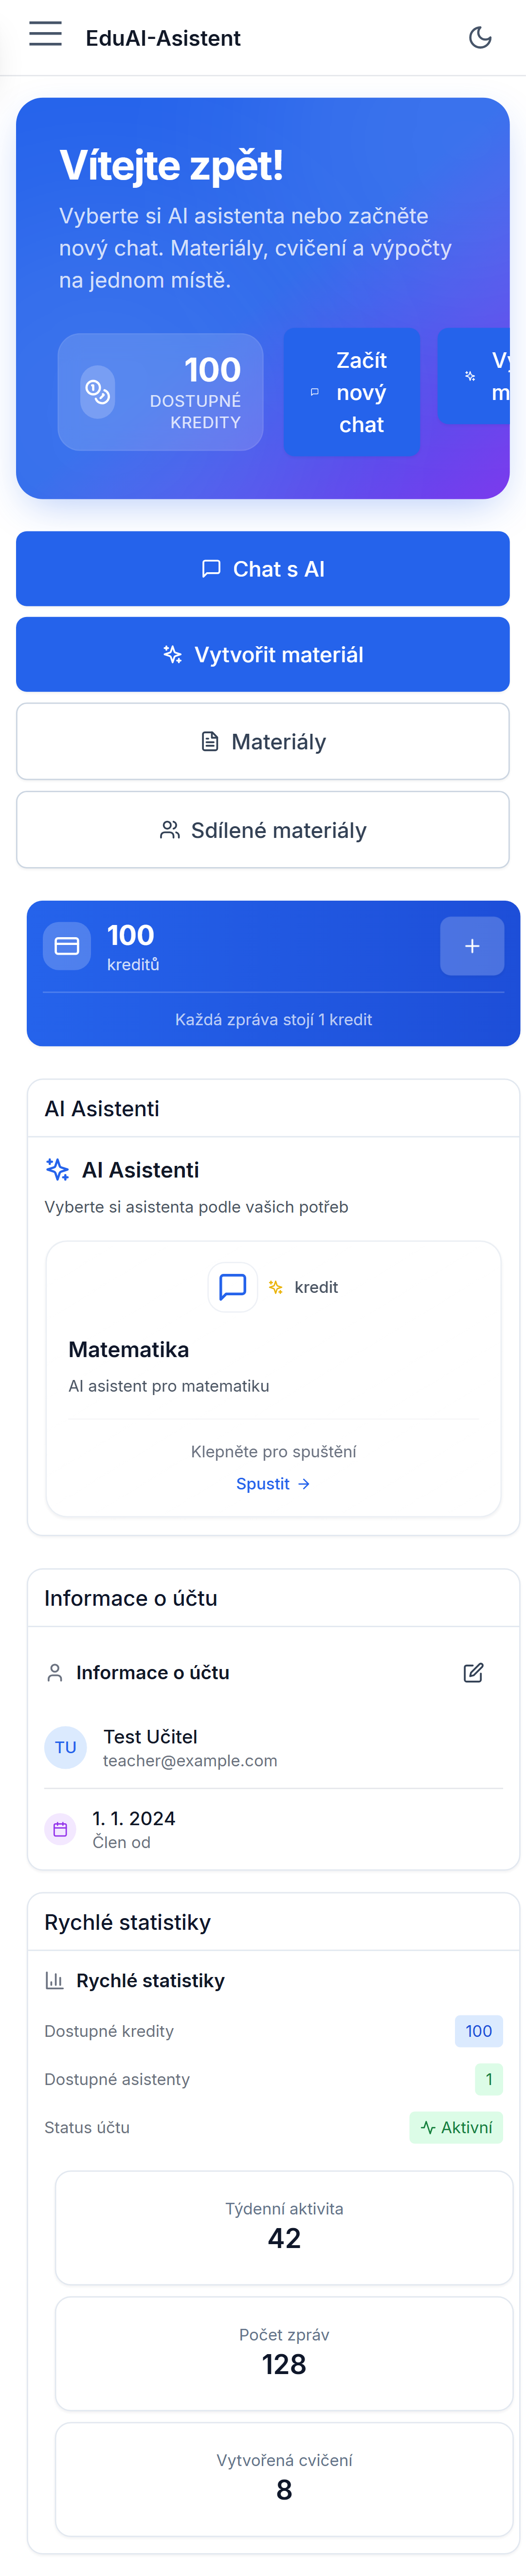 EduAI-Asistent
Vítejte zpět!
Vyberte si AI asistenta nebo začněte
nový chat. Materiály, cvičení a výpočty
na jednom místě.
100
DOSTUPNÉ
KREDITY
Začít
nový
chat
Chat s AI
Vytvořit materiál
Materiály
Sdílené materiály
100
kreditů
Každá zpráva stojí 1 kredit
AI Asistenti
AI Asistenti
Vyberte si asistenta podle vašich potřeb
kredit
Matematika
AI asistent pro matematiku
Klepněte pro spuštění
Spustit
Informace o účtu
Informace o účtu
TU
Test Učitel
teacher@example.com
1. 1. 2024
Člen od
Rychlé statistiky
Rychlé statistiky
Dostupné kredity
100
Dostupné asistenty
1
Status účtu
Aktivní
Týdenní aktivita
42
Počet zpráv
128
Vytvořená cvičení
8